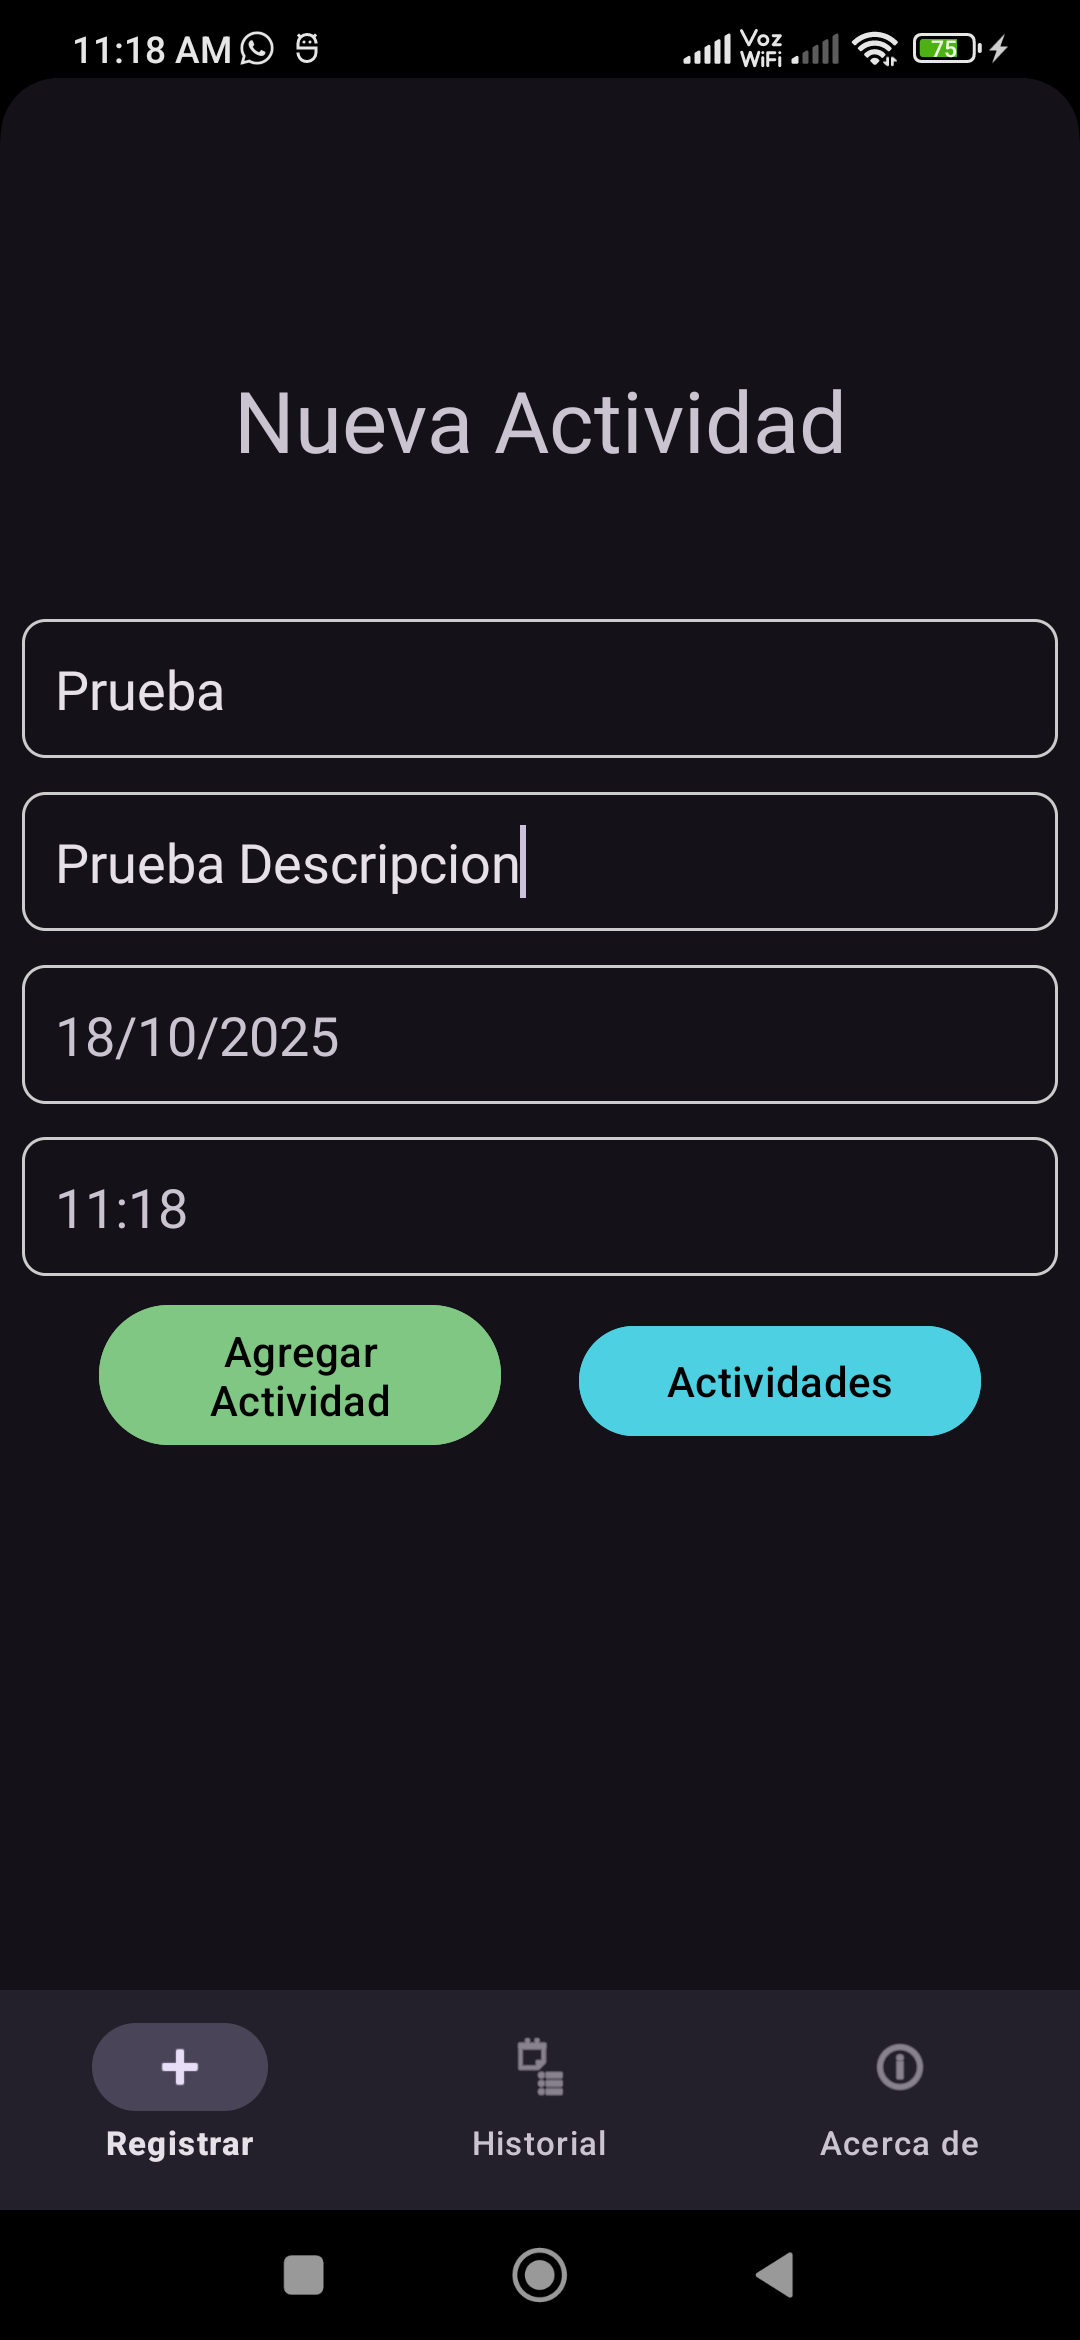 11:18 AM
Voz
WiFi
75
Nueva Actividad
Prueba
Prueba Descripcion
18/10/2025
11:18
Agregar
Actividad
Actividades
Registrar
Historial
Acerca de